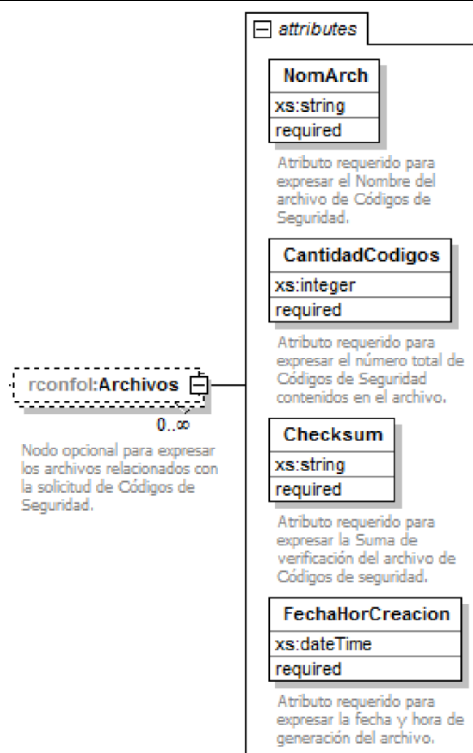 attributes
NomArch
xs:string
required
Atributo requerido para
expresar el Nombre del
archivo de Códigos de
Seguridad.
CantidadCodigos
xs:integer
required
Atributo requerido para
expresar el número total de
Códigos de Seguridad
contenidos en el archivo.
rconfol:Archivos
0..∞
Nodo opcional para expresar
los archivos relacionados con
la solicitud de Códigos de
Seguridad.
Checksum
xs:string
required
Atributo requerido para
expresar la Suma de
verificación del archivo de
Códigos de seguridad.
FechaHorCreacion
xs:dateTime
required
Atributo requerido para
expresar la fecha y hora de
generación del archivo.